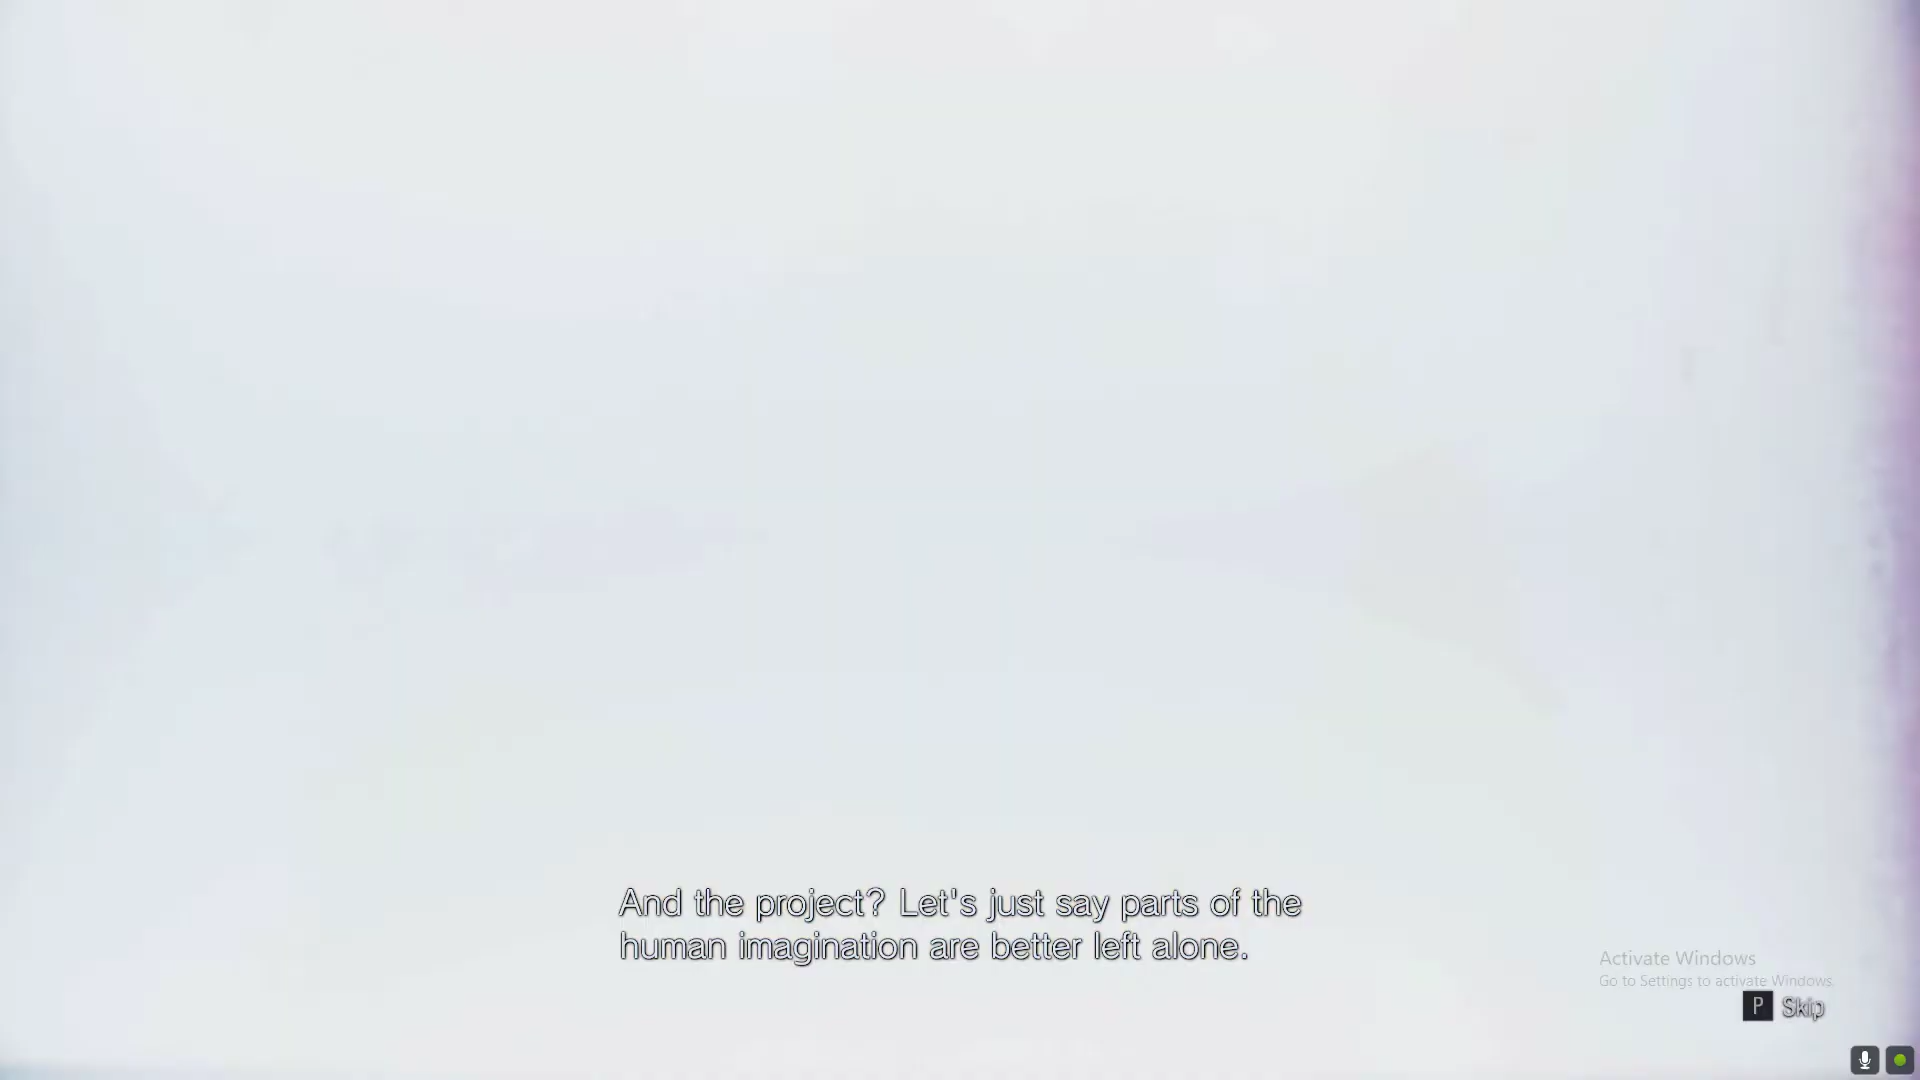 And the project? Let's just say parts of the
human imagination are better left alone.
Activate Windows
Go to Settings to activate Windows.
P Skip